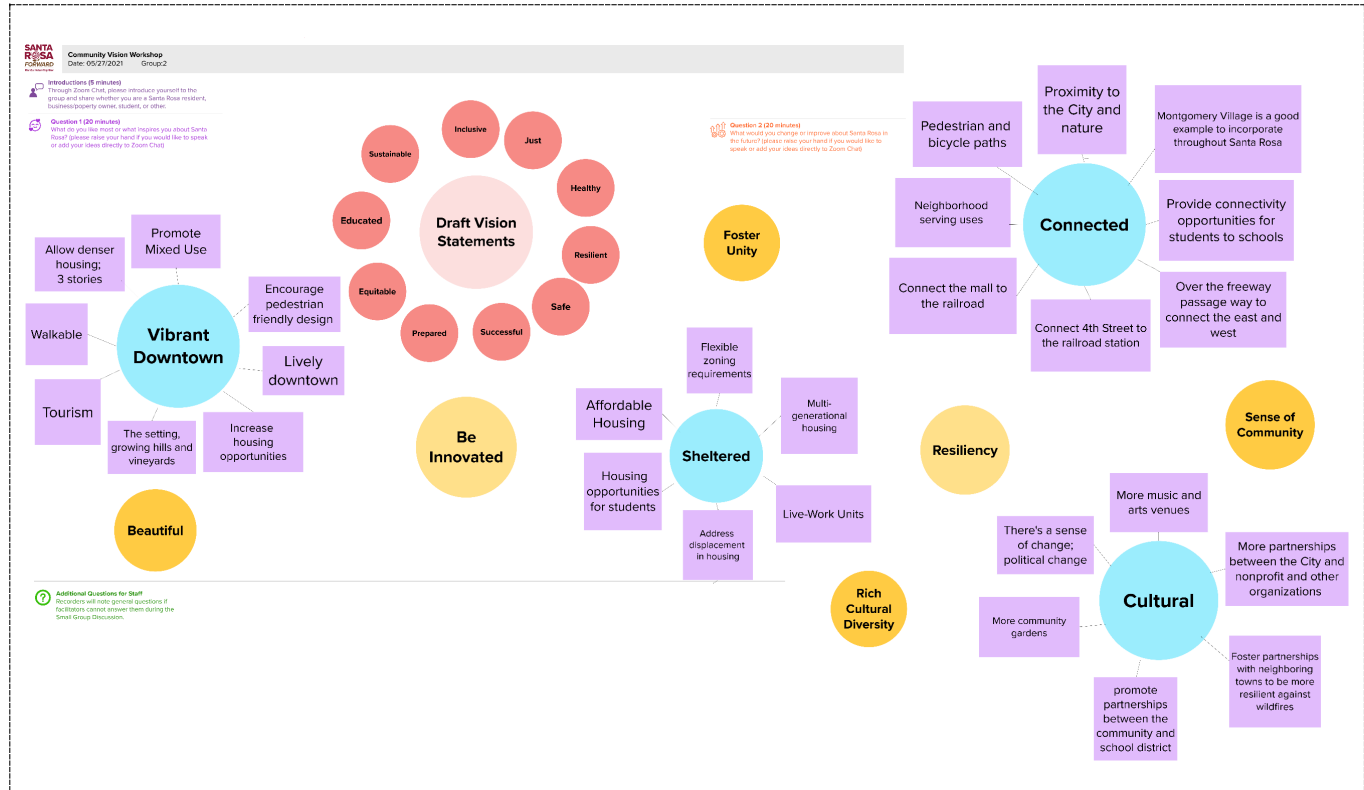 SANTA
ROSA
FORWARD
Community Vision Workshop
Date: 05/27/2021 Group:2
Introductions (5 minutes)
Through Zoom Chat, please introduce yourself to the
group and share whether you are a Santa Rosa resident,
business/poperty owner, student, or other.
Question 1 (20 minutes)
What do you like most or what inspires you about Santa
Rosa? (please raise your hand if you would like to speak
or add your ideas directly to Zoom Chat)
Question 2 (20 minutes)
What would you change or improve about Santa Rosa in
the future? (please raise your hand if you would like to
speak or add your ideas directly to Zoom Chat)
Draft Vision
Statements
Inclusive
Just
Healthy
Resilient
Safe
Successful
Prepared
Equitable
Educated
Sustainable
Vibrant
Downtown
Allow denser
housing;
3 stories
Promote
Mixed Use
Encourage
pedestrian
friendly design
Walkable
Lively
downtown
Tourism
The setting,
growing hills and
vineyards
Increase
housing
opportunities
Beautiful
Be
Innovated
Foster
Unity
Sheltered
Flexible
zoning
requirements
Affordable
Housing
Multi-
generational
housing
Housing
opportunities
for students
Live-Work Units
Address
displacement
in housing
Connected
Pedestrian and
bicycle paths
Proximity to
the City and
nature
Montgomery Village is a good
example to incorporate
throughout Santa Rosa
Neighborhood
serving uses
Provide connectivity
opportunities for
students to schools
Connect the mall to
the railroad
Connect 4th Street to
the railroad station
Over the freeway
passage way to
connect the east and
west
Resiliency
Sense of
Community
Rich
Cultural
Diversity
Cultural
More music and
arts venues
There's a sense
of change;
political change
More partnerships
between the City and
nonprofit and other
organizations
More community
gardens
Foster partnerships
with neighboring
towns to be more
resilient against
wildfires
promote
partnerships
between the
community and
school district
Additional Questions for Staff
Recorders will note general questions if
facilitators cannot answer them during the
Small Group Discussion.